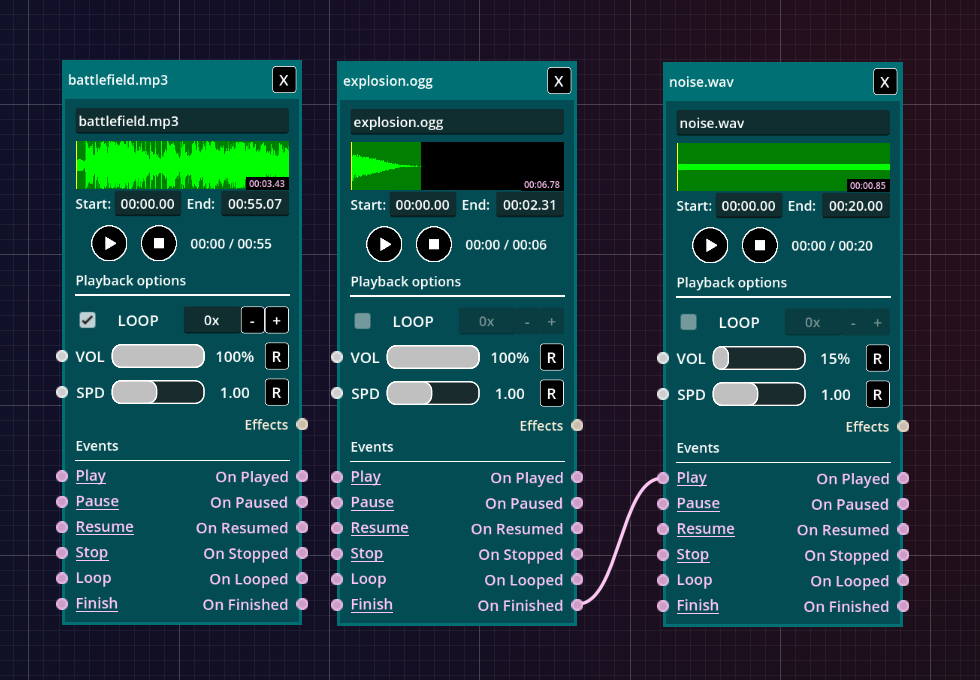 battlefield.mp3
X
battlefield.mp3
00:03.43
Start: 00:00.00 End: 00:55.07
00:00 / 00:55
Playback options
LOOP 0x - +
VOL 100% R
SPD 1.00 R
Effects
Events
Play On Played
Pause On Paused
Resume On Resumed
Stop On Stopped
Loop On Looped
Finish On Finished
explosion.ogg
X
explosion.ogg
00:06.78
Start: 00:00.00 End: 00:02.31
00:00 / 00:06
Playback options
LOOP 0x - +
VOL 100% R
SPD 1.00 R
Effects
Events
Play On Played
Pause On Paused
Resume On Resumed
Stop On Stopped
Loop On Looped
Finish On Finished
noise.wav
X
noise.wav
00:00.85
Start: 00:00.00 End: 00:20.00
00:00 / 00:20
Playback options
LOOP 0x - +
VOL 15% R
SPD 1.00 R
Effects
Events
Play On Played
Pause On Paused
Resume On Resumed
Stop On Stopped
Loop On Looped
Finish On Finished